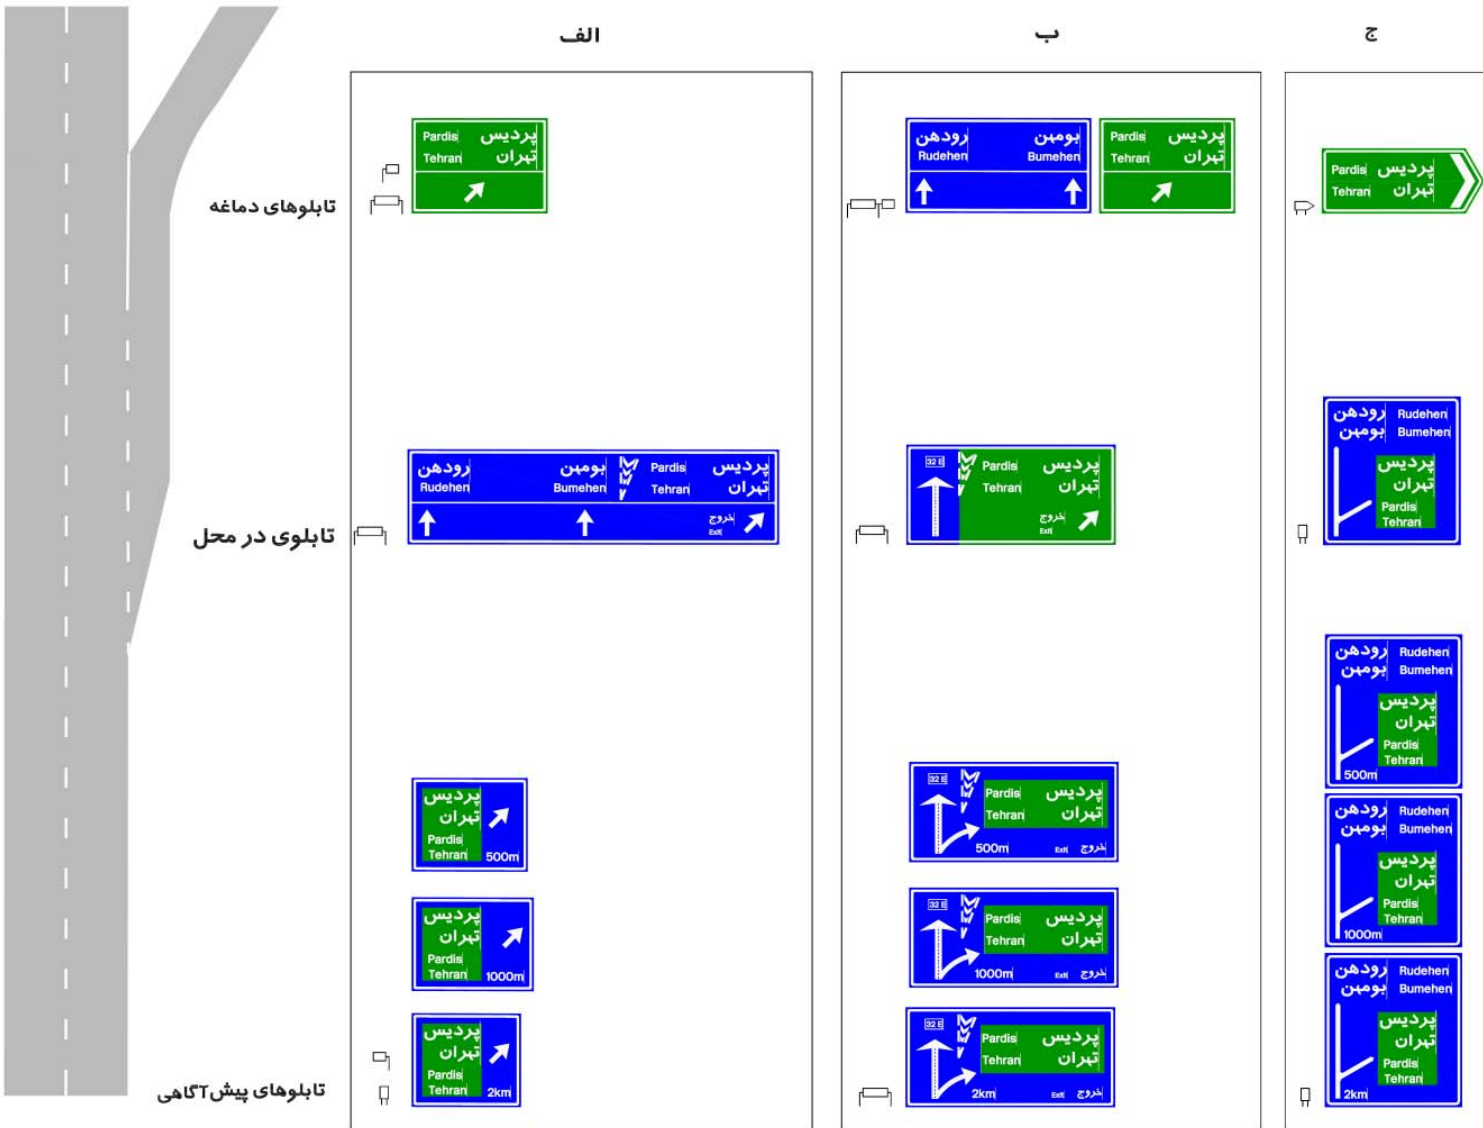 الف
ب
ج
تابلوهای دماغه
Pardis پردیس
Tehran تهران
رودهن بومهن
Rudehen Bumehen
Pardis پردیس
Tehran تهران
Pardis پردیس
Tehran تهران
تابلوی در محل
رودهن بومهن Pardis پردیس
Rudehen Bumehen Tehran تهران
خروج
Exit
32 E Pardis پردیس
Tehran تهران
خروج
Exit
رودهن Rudehen
بومهن Bumehen
پردیس
تهران
Pardis
Tehran
پردیس
تهران
Pardis
Tehran 500m
32 E
Pardis پردیس
Tehran تهران
500m Exit خروج
رودهن Rudehen
بومهن Bumehen
پردیس
تهران
Pardis
Tehran
500m
پردیس
تهران
Pardis
Tehran 1000m
32 E
Pardis پردیس
Tehran تهران
1000m Exit خروج
رودهن Rudehen
بومهن Bumehen
پردیس
تهران
Pardis
Tehran
1000m
تابلوهای پیش‌آگاهی
پردیس
تهران
Pardis
Tehran 2km
32 E
Pardis پردیس
Tehran تهران
2km Exit خروج
رودهن Rudehen
بومهن Bumehen
پردیس
تهران
Pardis
Tehran
2km